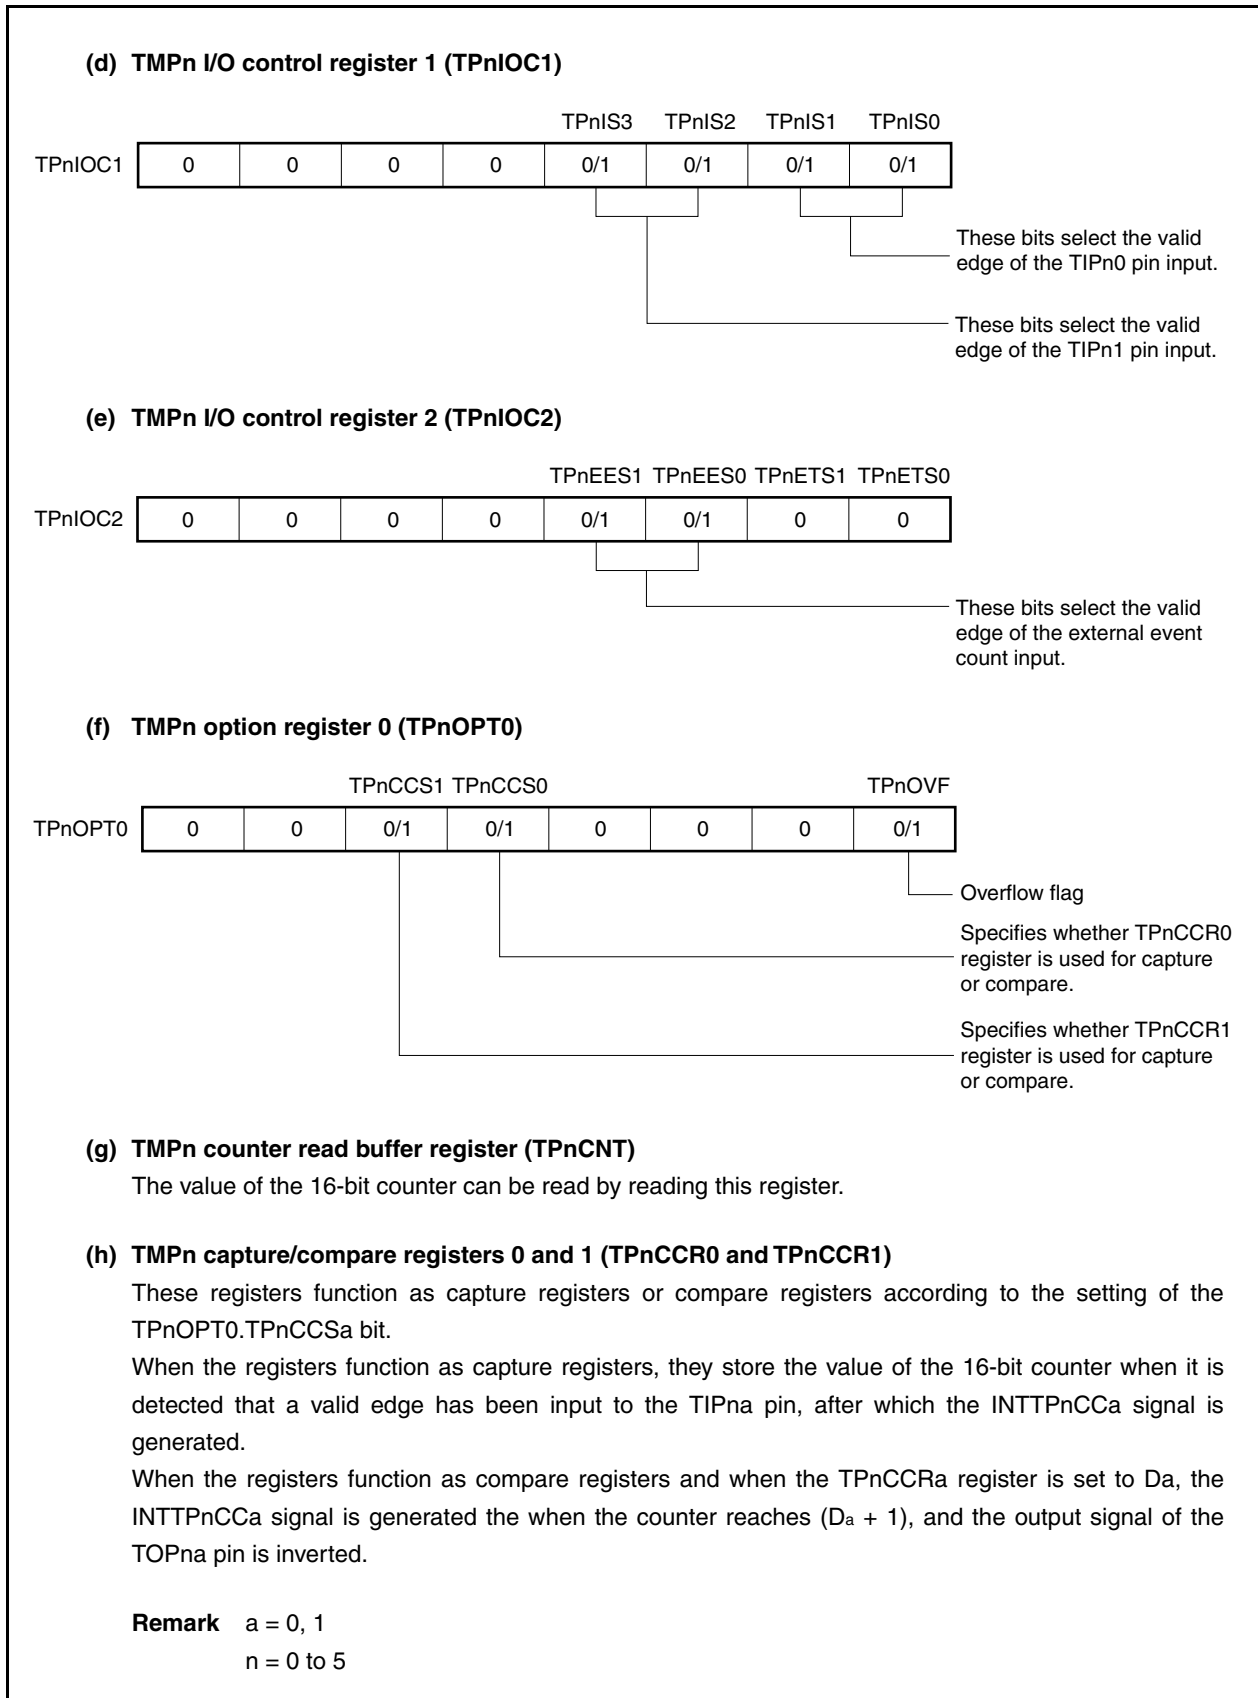 (d) TMPn I/O control register 1 (TPnIOC1)
TPnIS3 TPnIS2 TPnIS1 TPnIS0
TPnIOC1 0 0 0 0 0/1 0/1 0/1 0/1
These bits select the valid
edge of the TIPn0 pin input.
These bits select the valid
edge of the TIPn1 pin input.
(e) TMPn I/O control register 2 (TPnIOC2)
TPnEES1 TPnEES0 TPnETS1 TPnETS0
TPnIOC2 0 0 0 0 0/1 0/1 0 0
These bits select the valid
edge of the external event
count input.
(f) TMPn option register 0 (TPnOPT0)
TPnCCS1 TPnCCS0 TPnOVF
TPnOPT0 0 0 0/1 0/1 0 0 0 0/1
Overflow flag
Specifies whether TPnCCR0
register is used for capture
or compare.
Specifies whether TPnCCR1
register is used for capture
or compare.
(g) TMPn counter read buffer register (TPnCNT)
The value of the 16-bit counter can be read by reading this register.
(h) TMPn capture/compare registers 0 and 1 (TPnCCR0 and TPnCCR1)
These registers function as capture registers or compare registers according to the setting of the
TPnOPT0.TPnCCSa bit.
When the registers function as capture registers, they store the value of the 16-bit counter when it is
detected that a valid edge has been input to the TIPna pin, after which the INTTPnCCa signal is
generated.
When the registers function as compare registers and when the TPnCCRa register is set to Da, the
INTTPnCCa signal is generated the when the counter reaches (Da + 1), and the output signal of the
TOPna pin is inverted.
Remark a = 0, 1
n = 0 to 5